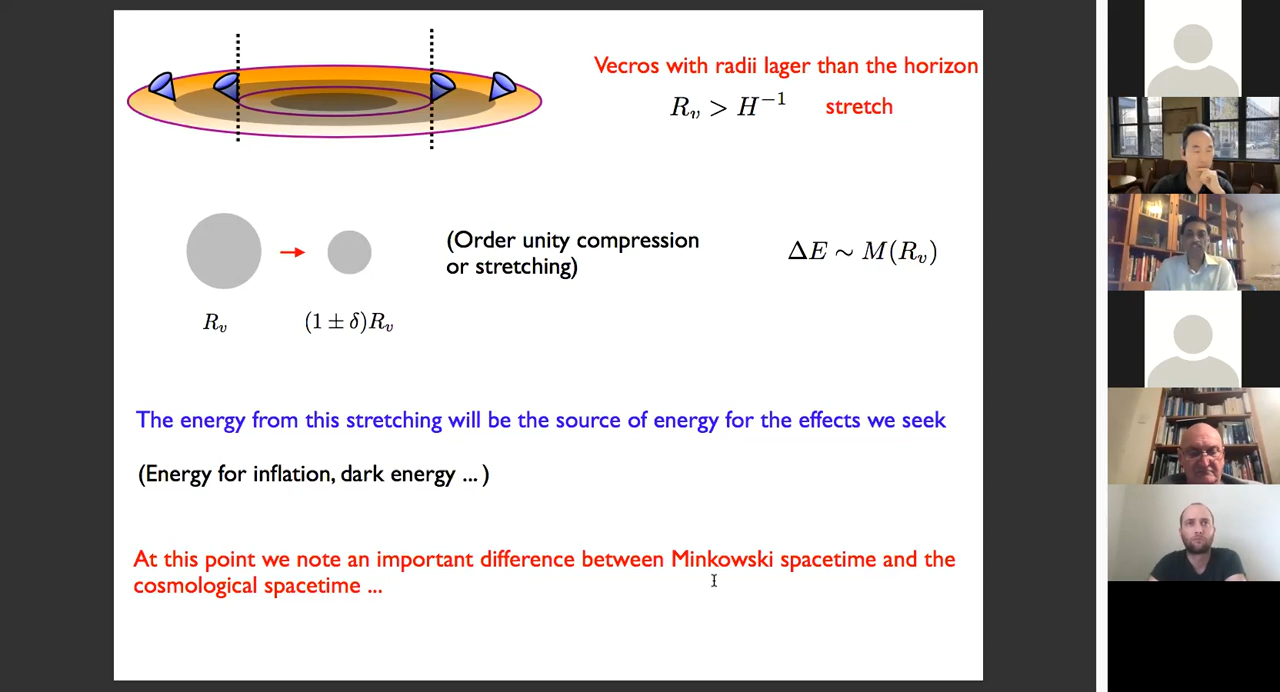 Vecros with radii lager than the horizon
R_v > H^{-1} stretch
(Order unity compression
or stretching)
ΔE ∼ M(R_v)
R_v
(1 ± δ)R_v
The energy from this stretching will be the source of energy for the effects we seek
(Energy for inflation, dark energy ... )
At this point we note an important difference between Minkowski spacetime and the
cosmological spacetime ...